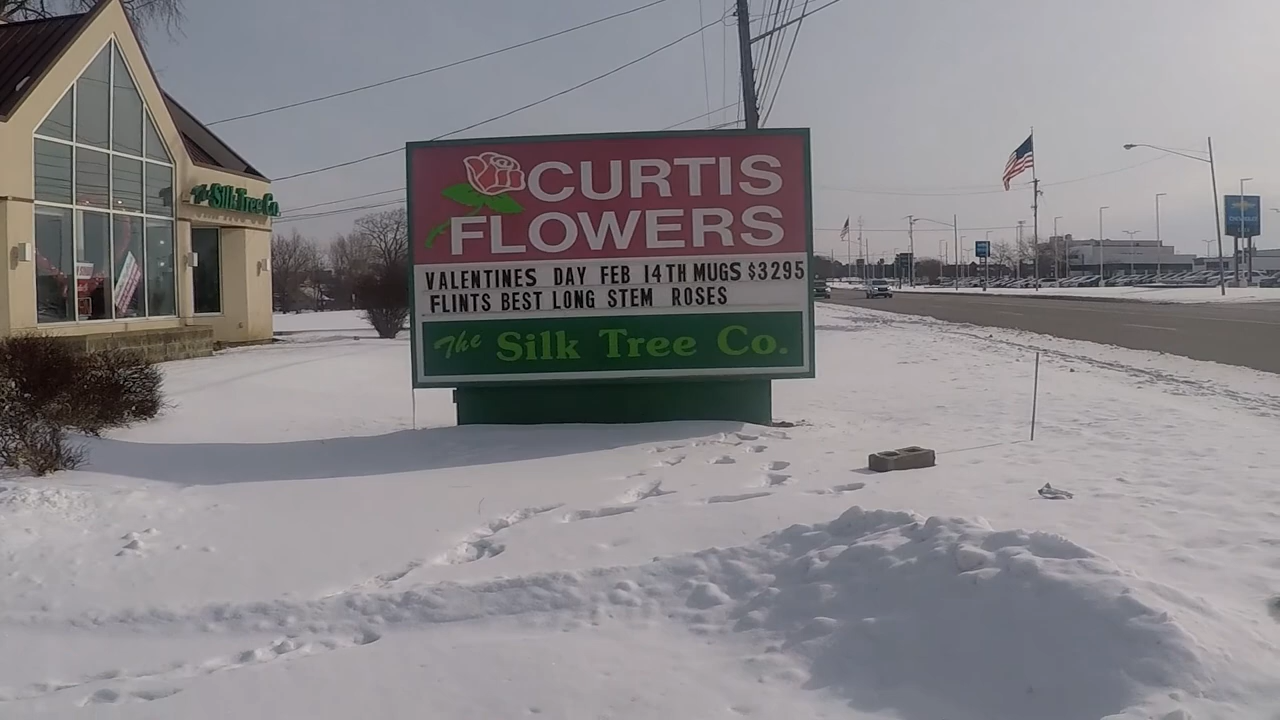 The Silk Tree Co.
CURTIS
FLOWERS
VALENTINES DAY FEB 14TH MUGS $3295
FLINTS BEST LONG STEM ROSES
The Silk Tree Co.
CHEVROLET